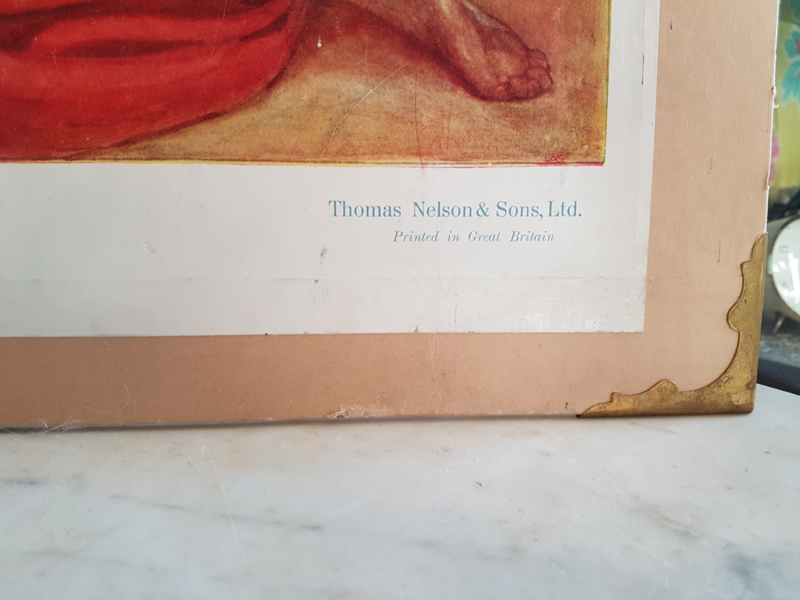 Thomas Nelson & Sons, Ltd.
Printed in Great Britain